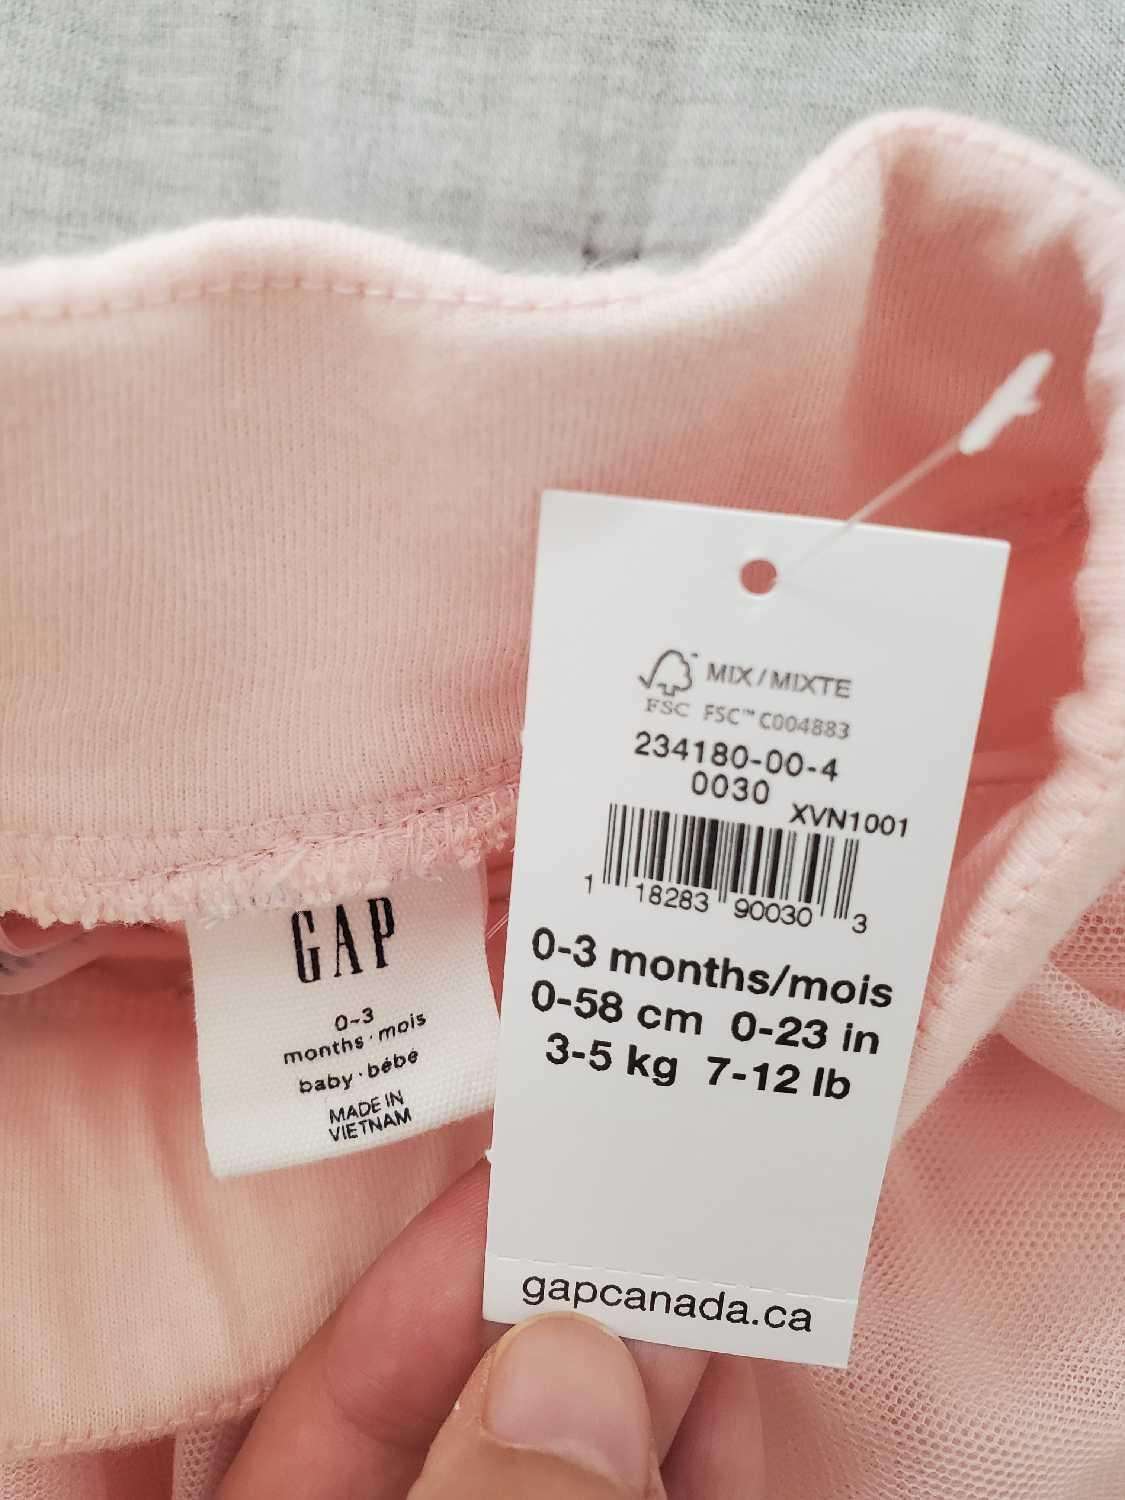 MIX / MIXTE
FSC FSC™ C004883
234180-00-4
0030
XVN1001
1 18283 90030 3
0-3 months/mois
0-58 cm 0-23 in
3-5 kg 7-12 lb
gapcanada.ca
GAP
0-3
months·mois
baby·bébé
MADE IN
VIETNAM